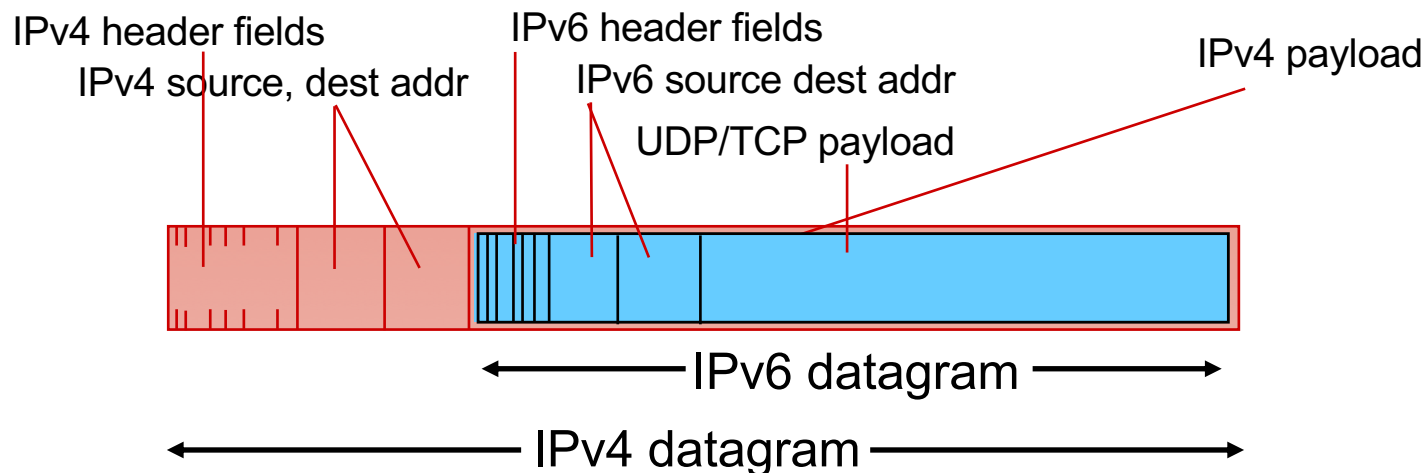 IPv4 header fields
IPv6 header fields
IPv4 payload
IPv4 source, dest addr
IPv6 source dest addr
UDP/TCP payload
IPv6 datagram
IPv4 datagram